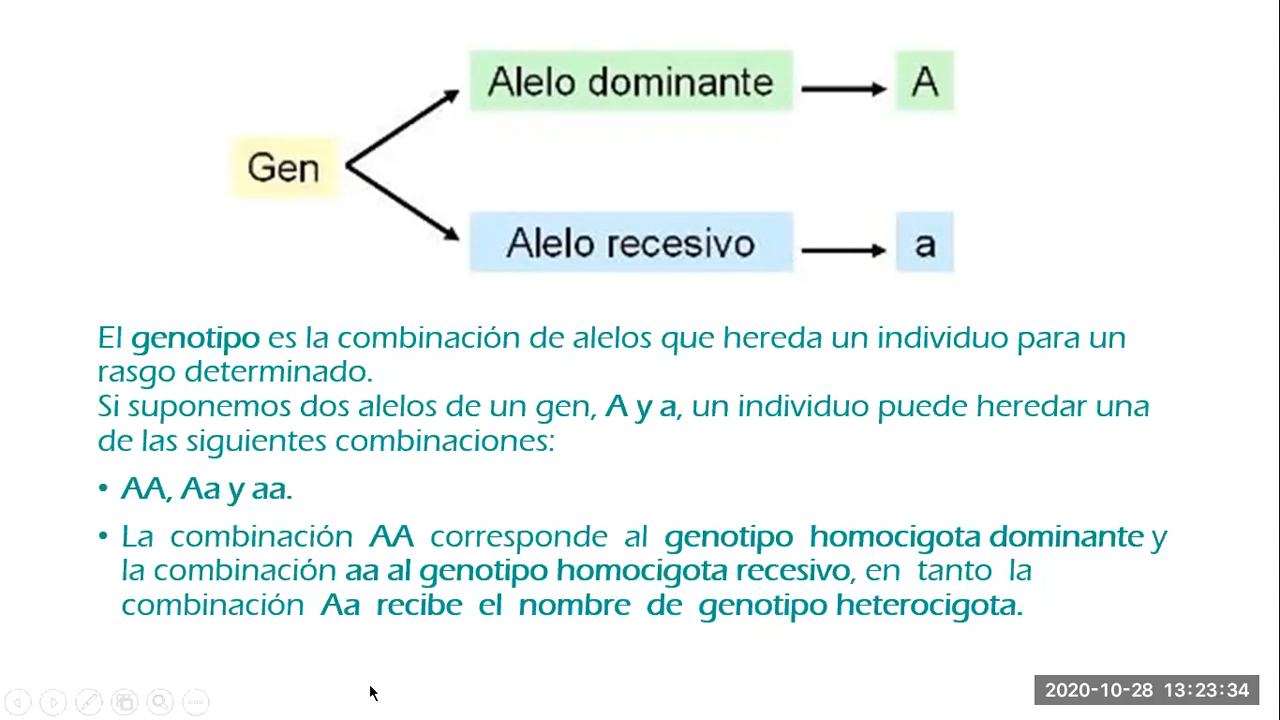 Alelo dominante A
Gen
Alelo recesivo a
El genotipo es la combinación de alelos que hereda un individuo para un
rasgo determinado.
Si suponemos dos alelos de un gen, A y a, un individuo puede heredar una
de las siguientes combinaciones:
• AA, Aa y aa.
• La combinación AA corresponde al genotipo homocigota dominante y
la combinación aa al genotipo homocigota recesivo, en tanto la
combinación Aa recibe el nombre de genotipo heterocigota.
2020-10-28 13:23:34